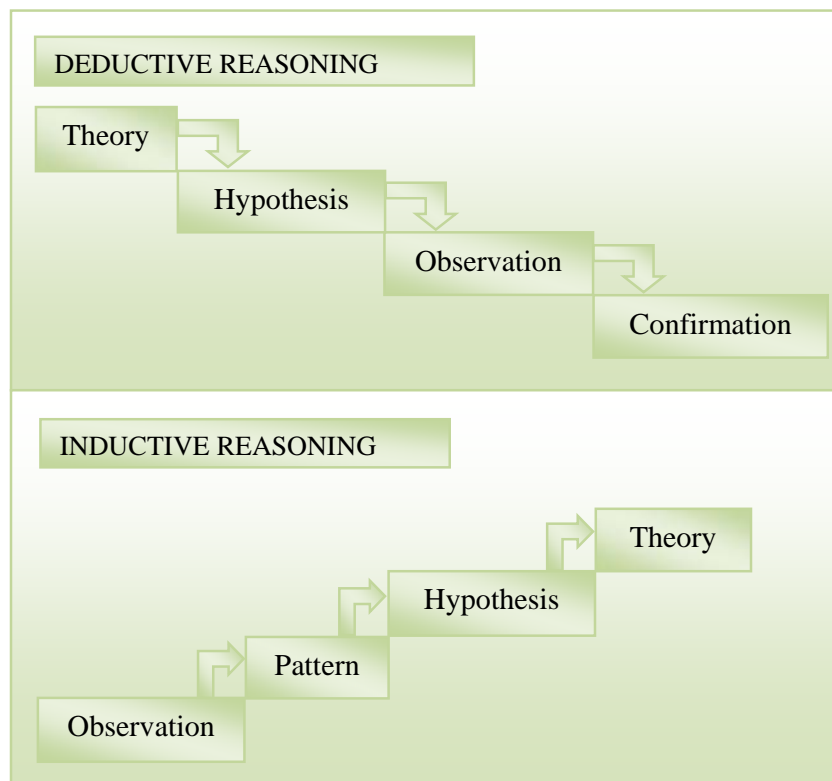 DEDUCTIVE REASONING
Theory
Hypothesis
Observation
Confirmation
INDUCTIVE REASONING
Theory
Hypothesis
Pattern
Observation